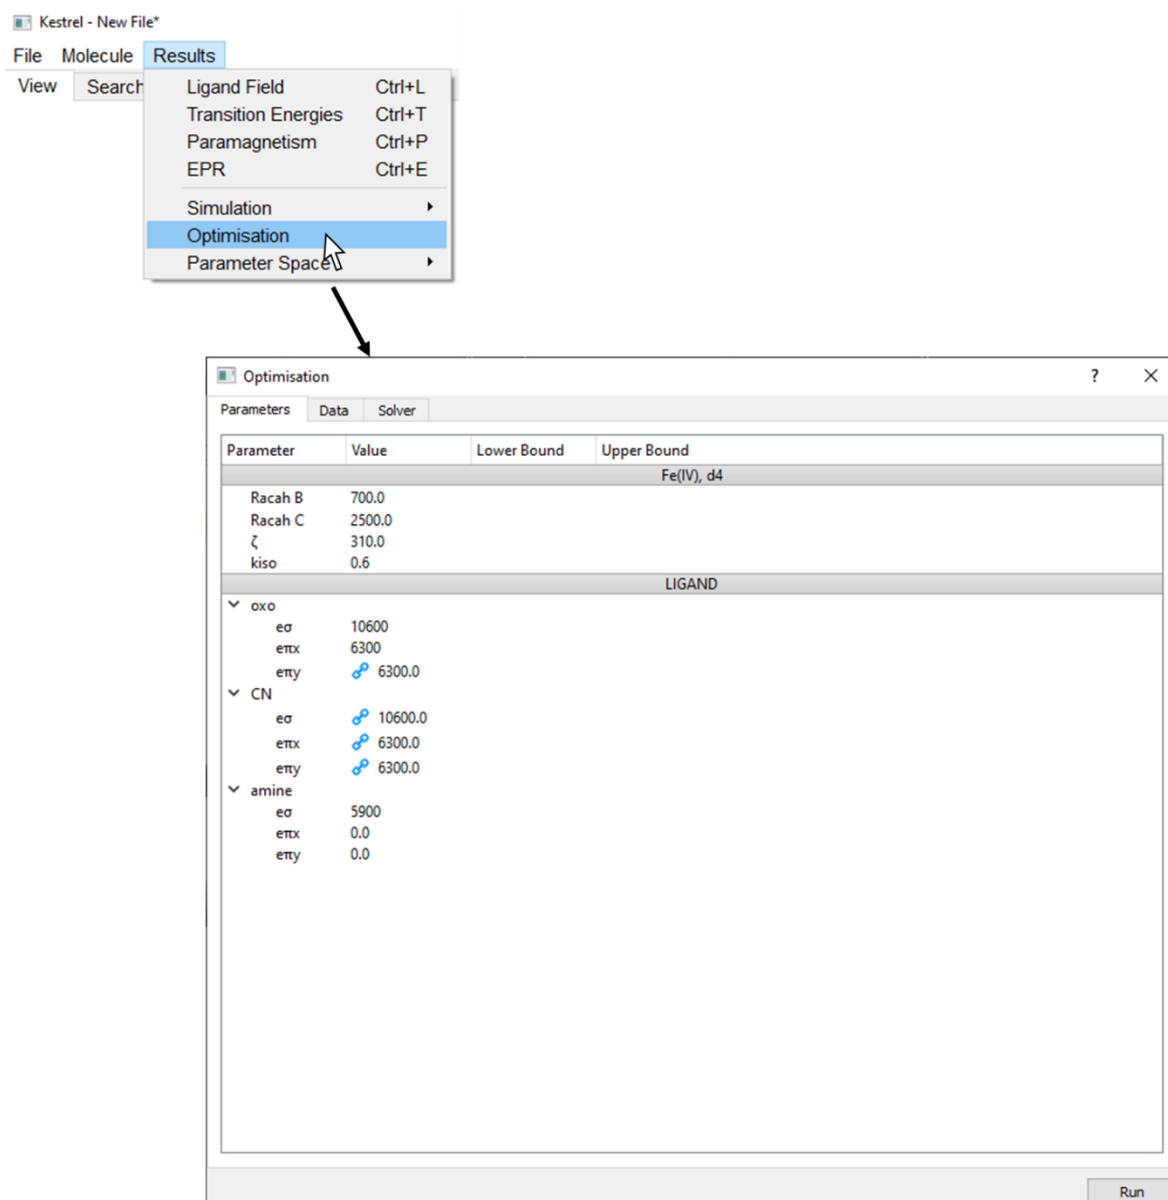 Kestrel - New File*
File Molecule Results
View Search
Ligand Field Ctrl+L
Transition Energies Ctrl+T
Paramagnetism Ctrl+P
EPR Ctrl+E
Simulation
Optimisation
Parameter Space
Optimisation ?
Parameters Data Solver
Parameter Value Lower Bound Upper Bound
Fe(IV), d4
Racah B 700.0
Racah C 2500.0
ζ 310.0
kiso 0.6
LIGAND
oxo
eσ 10600
eπx 6300
eπy 6300.0
CN
eσ 10600.0
eπx 6300.0
eπy 6300.0
amine
eσ 5900
eπx 0.0
eπy 0.0
Run